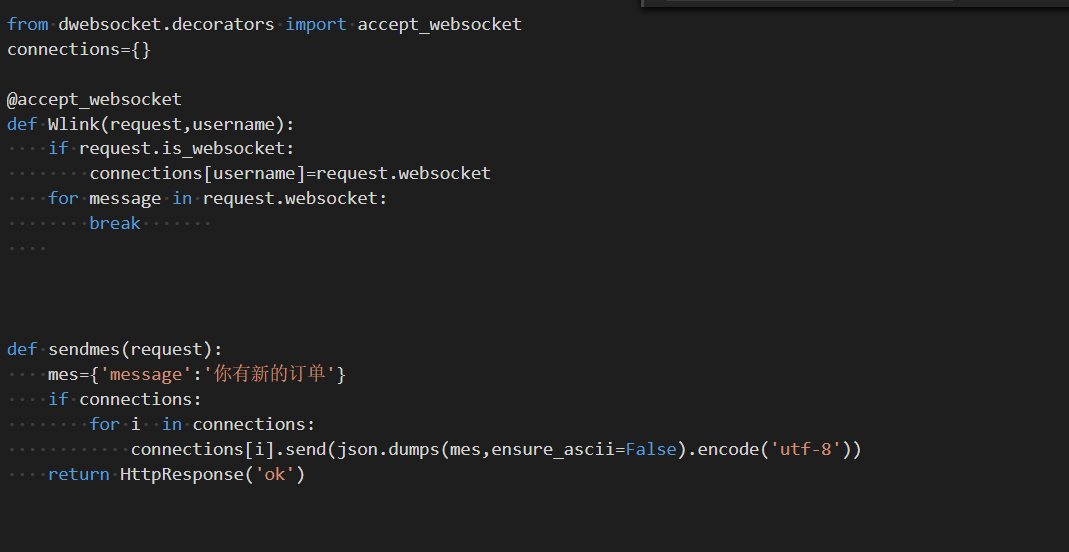 from dwebsocket.decorators import accept_websocket
connections={}
@accept_websocket
def Wlink(request,username):
    if request.is_websocket:
        connections[username]=request.websocket
    for message in request.websocket:
        break
def sendmes(request):
    mes={'message':'你有新的订单'}
    if connections:
        for i  in connections:
            connections[i].send(json.dumps(mes,ensure_ascii=False).encode('utf-8'))
    return HttpResponse('ok')